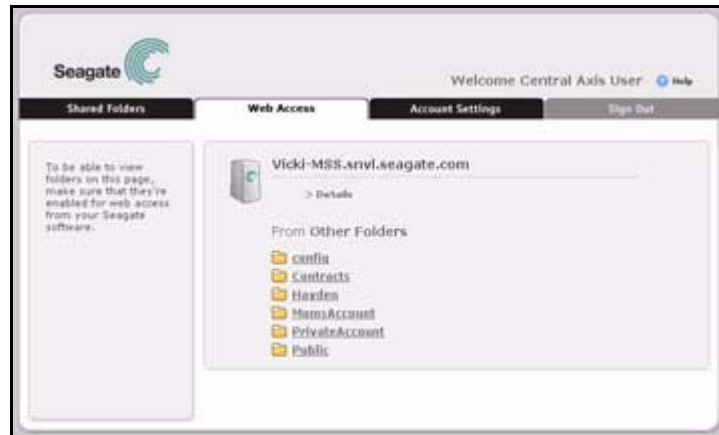 Seagate
Welcome Central Axis User
Help
Shared Folders
Web Access
Account Settings
Sign Out
To be able to view
folders on this page,
make sure that they're
enabled for web access
from your Seagate
software.
Vicki-MSS.snvl.seagate.com
> Details
From Other Folders
config
Contracts
Hayden
MomsAccount
PrivateAccount
Public